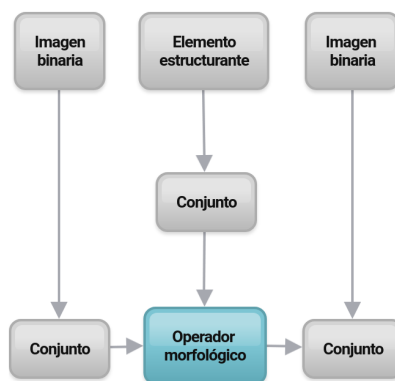 Imagen
binaria
Elemento
estructurante
Imagen
binaria
Conjunto
Conjunto
Operador
morfológico
Conjunto